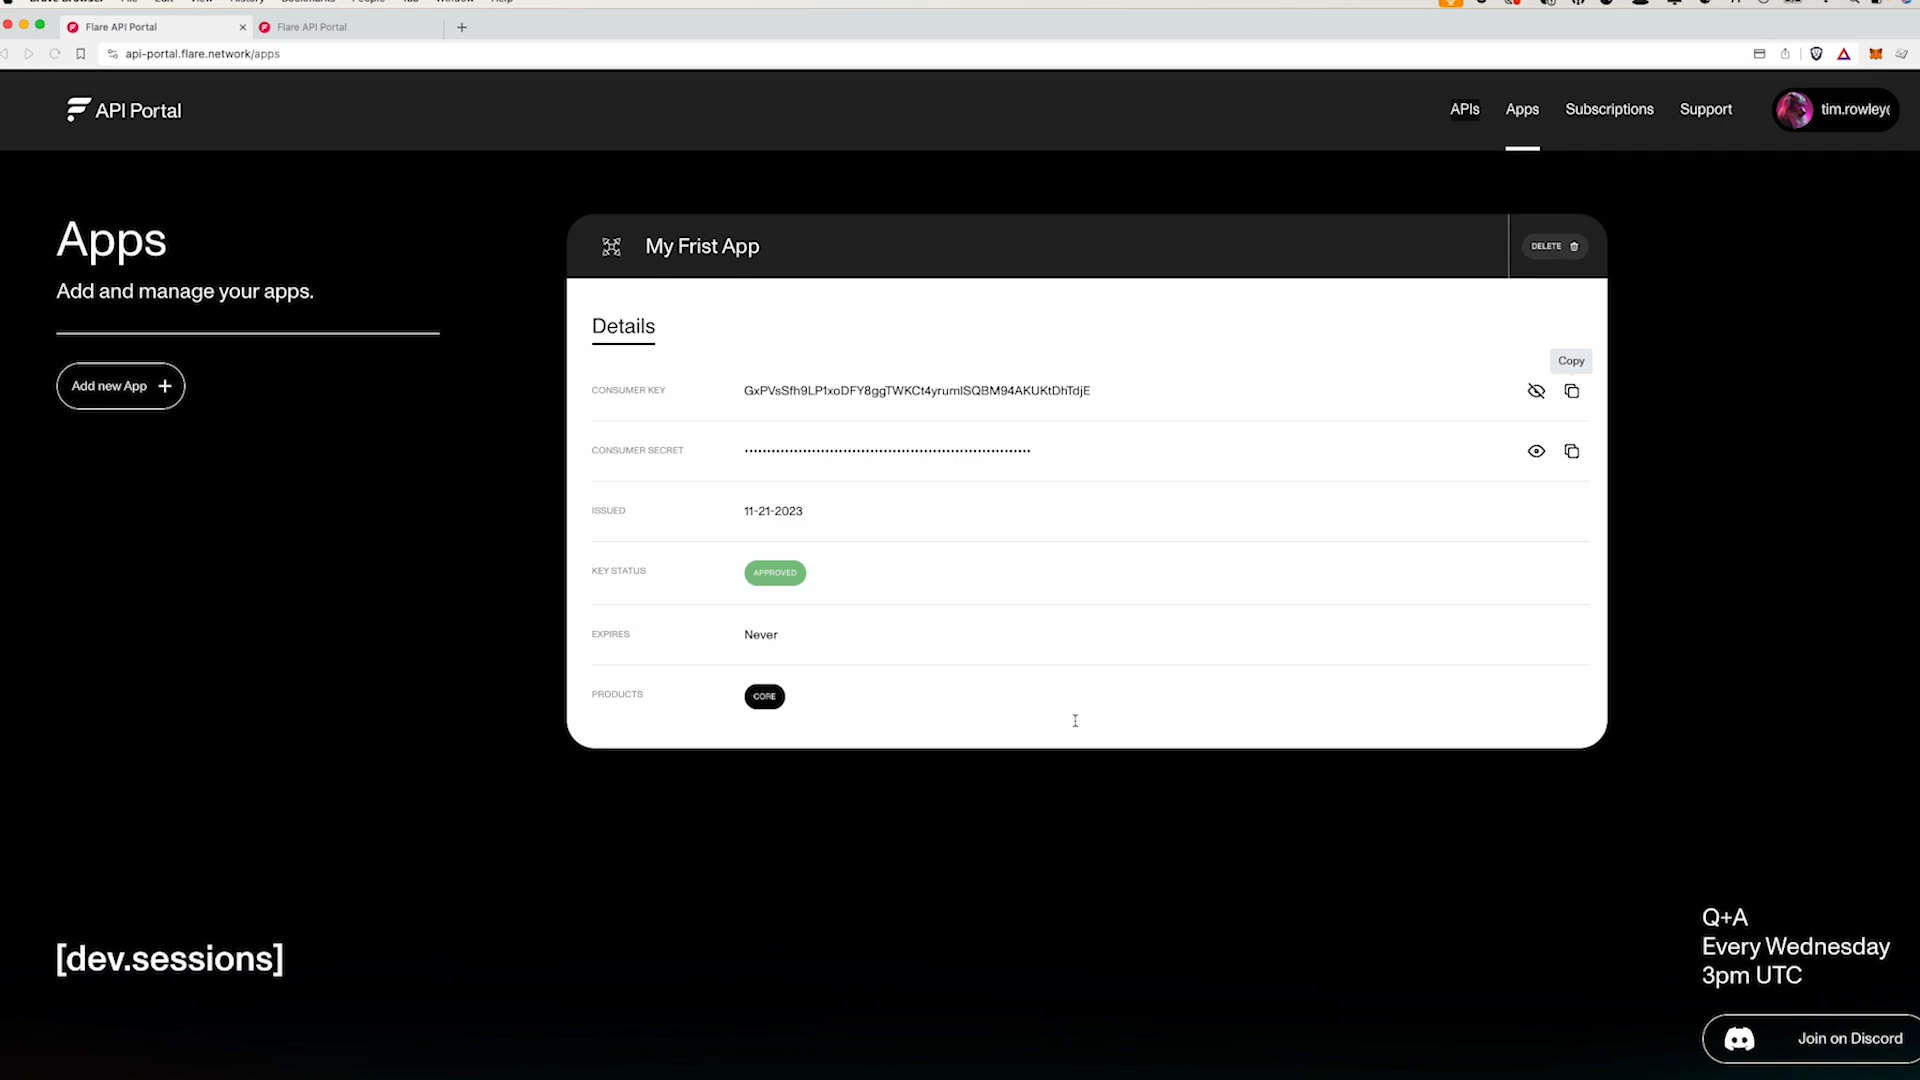 Flare API Portal
Flare API Portal
api-portal.flare.network/apps
API Portal
APIs
Apps
Subscriptions
Support
tim.rowley
Apps
Add and manage your apps.
Add new App
My Frist App
DELETE
Details
Copy
CONSUMER KEY
GxPVsSfh9LP1xoDFY8ggTWKCt4yrumlSQBM94AKUKtDhTdjE
CONSUMER SECRET
ISSUED
11-21-2023
KEY STATUS
APPROVED
EXPIRES
Never
PRODUCTS
CORE
[dev.sessions]
Q+A
Every Wednesday
3pm UTC
Join on Discord